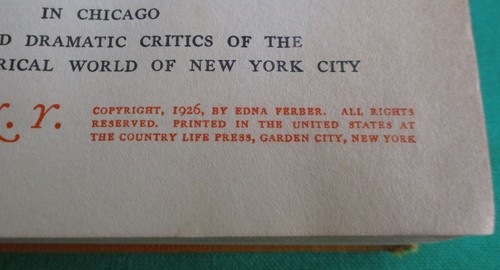 IN CHICAGO
D DRAMATIC CRITICS OF THE
RICAL WORLD OF NEW YORK CITY
. Y.
COPYRIGHT, 1926, BY EDNA FERBER. ALL RIGHTS
RESERVED. PRINTED IN THE UNITED STATES AT
THE COUNTRY LIFE PRESS, GARDEN CITY, NEW YORK